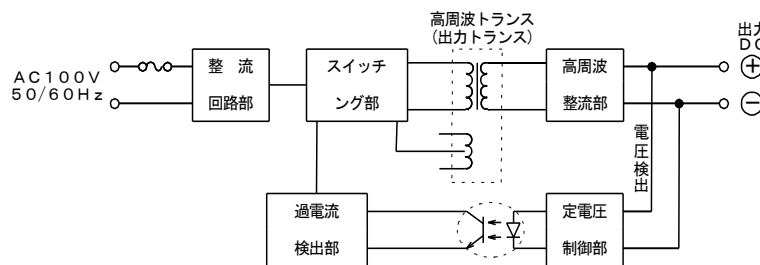 高周波トランス
(出力トランス)
出力
DC
AC100V
50/60Hz
整 流
回路部
スイッチ
ング部
高周波
整流部
+
−
電圧検出
過電流
検出部
定電圧
制御部